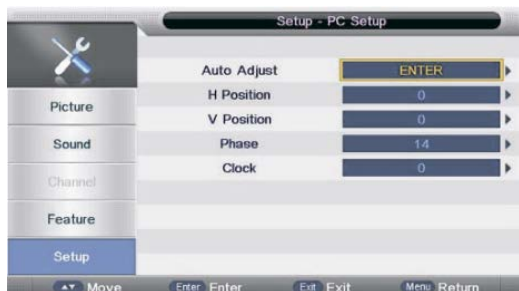 Setup - PC Setup
Auto Adjust ENTER
H Position 0
V Position 0
Phase 14
Clock 0
Picture
Sound
Channel
Feature
Setup
▲▼ Move Enter Enter Exit Exit Menu Return